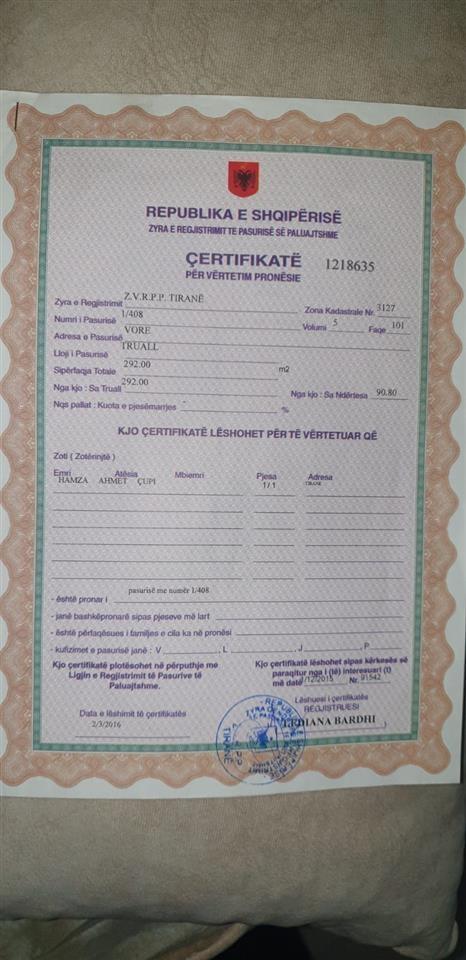 REPUBLIKA E SHQIPËRISË
ZYRA E REGJISTRIMIT TE PASURISË SË PALUAJTSHME
ÇERTIFIKATË 1218635
PËR VËRTETIM PRONËSIE
Zyra e Regjistrimit Z.V.R.P.P. TIRANË Zona Kadastrale Nr. 3127
Numri i Pasurisë 1/408 Volumi 5 Faqe 101
Adresa e Pasurisë VORE
Lloji i Pasurisë TRUALL
Sipërfaqja Totale 292.00 m2
Nga kjo : Sa Truall 292.00 Nga kjo : Sa Ndërtesa 90.80
Nqs pallat : Kuota e pjesëmarrjes - %
KJO ÇERTIFIKATË LËSHOHET PËR TË VËRTETUAR QË
Zoti ( Zotërinjtë )
Emri Atësia Mbiemri Pjesa Adresa
HAMZA AHMET ÇUPI 1/1
- është pronar i pasurisë me numër 1/408
- janë bashkëpronarë sipas pjesëve më lart
- është përfaqësues i familjes e cila ka në pronësi
- kufizimet e pasurisë janë : V , L , J , P
Kjo çertifikatë plotësohet në përputhje me
Ligjin e Regjistrimit të Pasurive të
Paluajtshme.
Kjo çertifikatë lëshohet sipas kërkesës së
paraqitur nga i (të) interesuari (t)
më datë /12/2015 Nr. 91542
Lëshuesi i çertifikatës
REGJISTRUESI
Data e lëshimit të çertifikatës
2/3/2016
BARDHI )